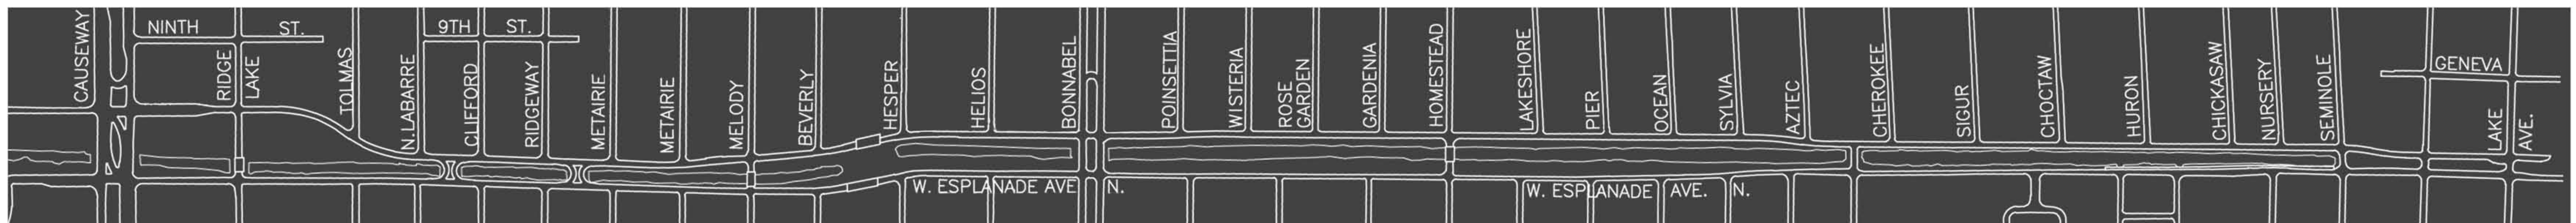 CAUSEWAY
NINTH ST.
RIDGE
LAKE
TOLMAS
N.LABARRE
9TH ST.
CLIFFORD
RIDGEWAY
METAIRIE
METAIRIE
MELODY
BEVERLY
HESPER
HELIOS
BONNABEL
POINSETTIA
WISTERIA
ROSE
GARDEN
GARDENIA
HOMESTEAD
LAKESHORE
PIER
OCEAN
SYLVIA
AZTEC
CHEROKEE
SIGUR
CHOCTAW
HURON
CHICKASAW
NURSERY
SEMINOLE
GENEVA
LAKE
AVE.
W. ESPLANADE AVE N.
W. ESPLANADE AVE. N.